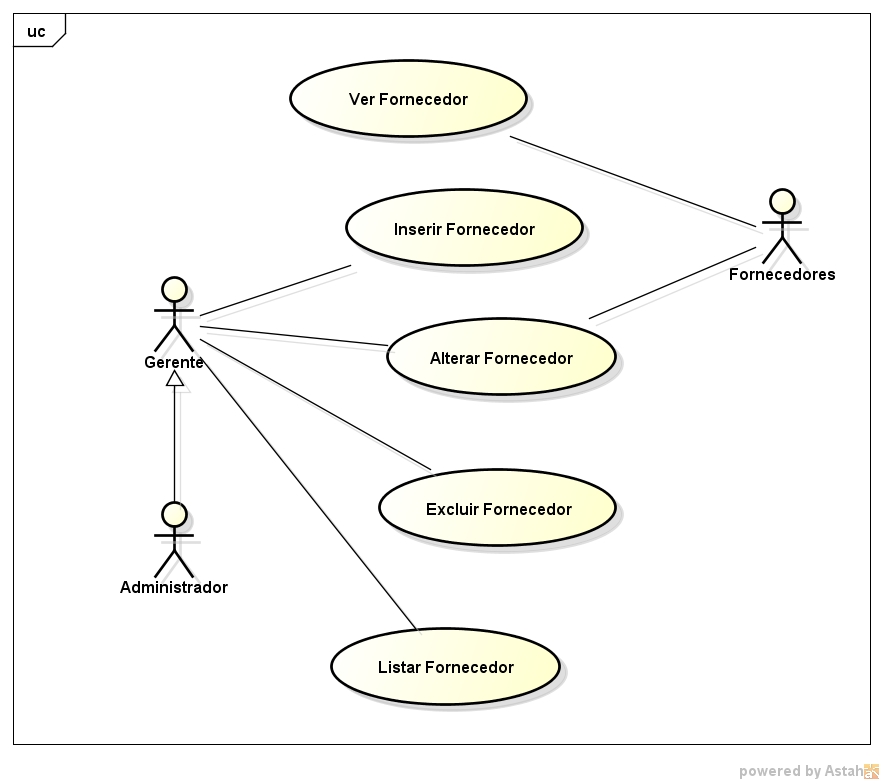 uc
Ver Fornecedor
Inserir Fornecedor
Fornecedores
Alterar Fornecedor
Gerente
Excluir Fornecedor
Administrador
Listar Fornecedor
powered by Astah